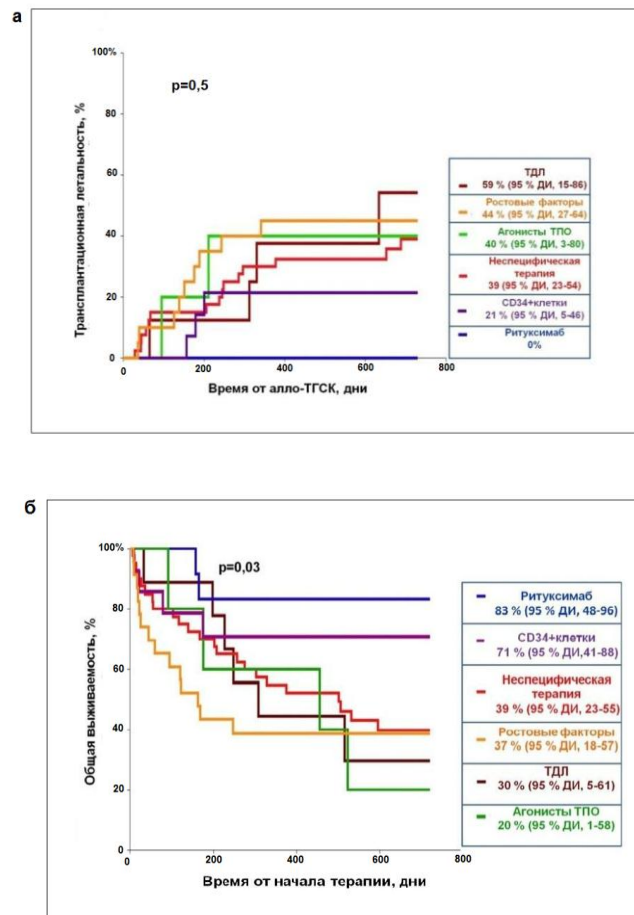 а
100%
80
60
40
20
0
Трансплантационная летальность, %
p=0,5
0
200
400
600
800
Время от алло-ТГСК, дни
ТДЛ
59 % (95 % ДИ, 15-86)
Ростовые факторы
44 % (95 % ДИ, 27-64)
Агонисты ТПО
40 % (95 % ДИ, 3-80)
Неспецифическая
терапия
39 (95 % ДИ, 23-54)
CD34+клетки
21 % (95 % ДИ, 5-46)
Ритуксимаб
0%
б
100%
80
60
40
20
0
Общая выживаемость, %
p=0,03
0
200
400
600
800
Время от начала терапии, дни
Ритуксимаб
83 % (95 % ДИ, 48-96)
CD34+клетки
71 % (95 % ДИ,41-88)
Неспецифическая
терапия
39 % (95 % ДИ, 23-55)
Ростовые факторы
37 % (95 % ДИ, 18-57)
ТДЛ
30 % (95 % ДИ, 5-61)
Агонисты ТПО
20 % (95 % ДИ, 1-58)